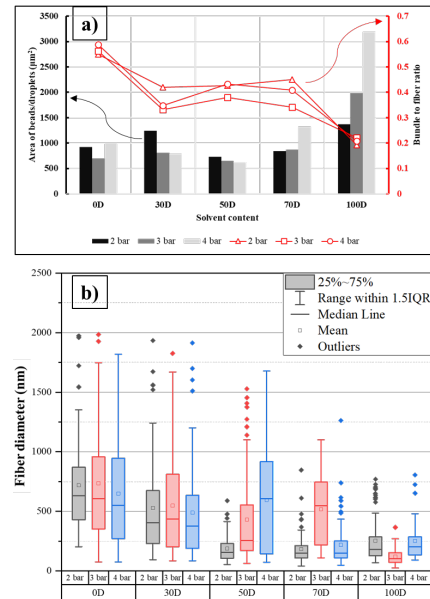 a)
Area of beads/droplets (μm²)
3500
3000
2500
2000
1500
1000
500
0
0.7
0.6
0.5
0.4
0.3
0.2
0.1
0
Bundle to fiber ratio
0D 30D 50D 70D 100D
Solvent content
2 bar 3 bar 4 bar 2 bar 3 bar 4 bar
b)
Fiber diameter (nm)
2500
2000
1500
1000
500
0
25%~75%
Range within 1.5IQR
Median Line
Mean
Outliers
2 bar 3 bar 4 bar 2 bar 3 bar 4 bar 2 bar 3 bar 4 bar 2 bar 3 bar 4 bar 2 bar 3 bar 4 bar
0D 30D 50D 70D 100D